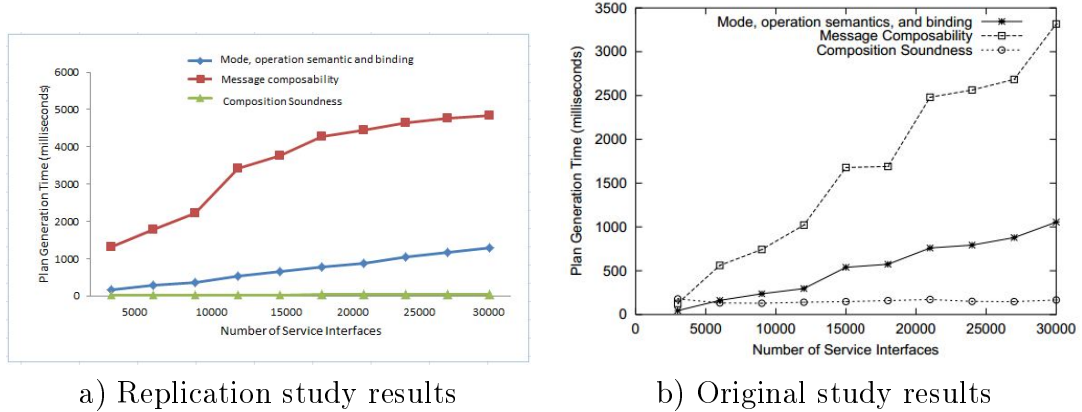 Mode, operation semantic and binding
Message composability
Composition Soundness
6000
5000
4000
3000
2000
1000
0
Plan Generation Time (milliseconds)
5000 10000 15000 20000 25000 30000
Number of Service Interfaces
a) Replication study results
Mode, operation semantics, and binding
Message Composability
Composition Soundness
3500
3000
2500
2000
1500
1000
500
0
Plan Generation Time (milliseconds)
0 5000 10000 15000 20000 25000 30000
Number of Service Interfaces
b) Original study results